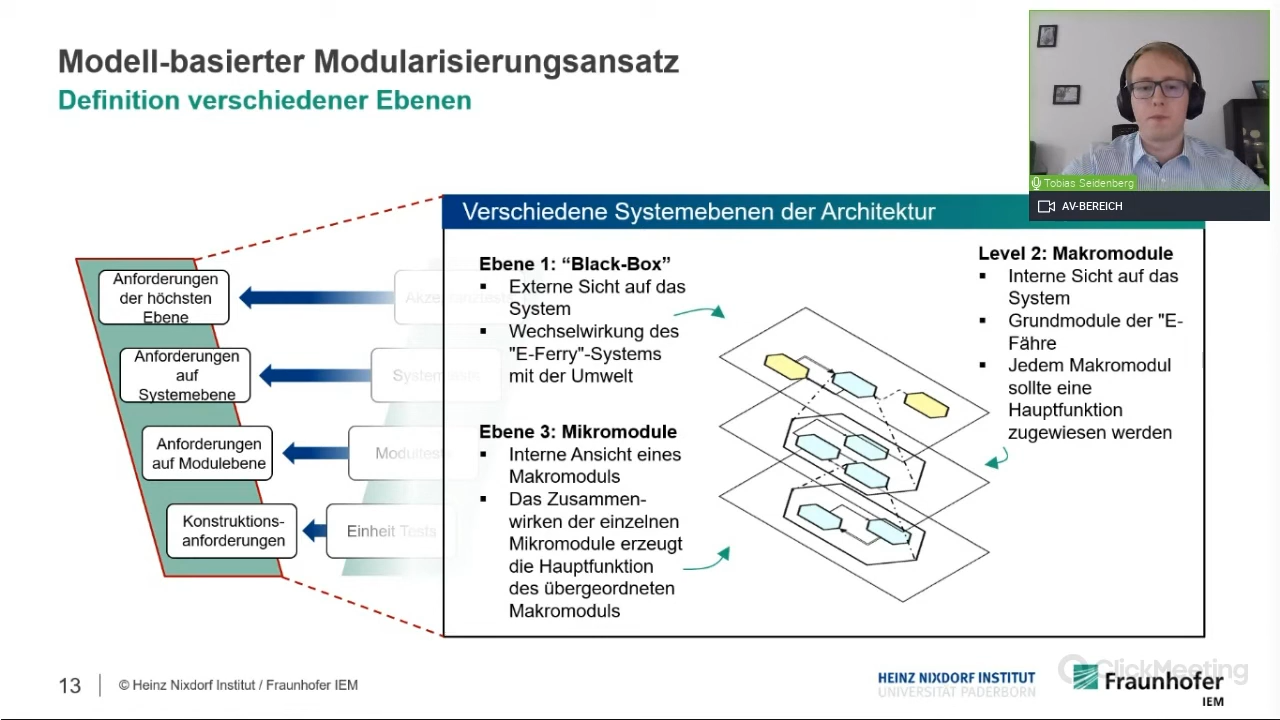 Modell-basierter Modularisierungsansatz
Definition verschiedener Ebenen
Tobias Seidenberg
AV-BEREICH
Verschiedene Systemebenen der Architektur
Anforderungen
der höchsten
Ebene
Anforderungen
auf
Systemebene
Anforderungen
auf Modulebene
Konstruktions-
anforderungen
Einheit Tests
Ebene 1: “Black-Box”
▪ Externe Sicht auf das
System
▪ Wechselwirkung des
"E-Ferry"-Systems
mit der Umwelt
Ebene 3: Mikromodule
▪ Interne Ansicht eines
Makromoduls
▪ Das Zusammen-
wirken der einzelnen
Mikromodule erzeugt
die Hauptfunktion
des übergeordneten
Makromoduls
Level 2: Makromodule
▪ Interne Sicht auf das
System
▪ Grundmodule der "E-
Fähre
▪ Jedem Makromodul
sollte eine
Hauptfunktion
zugewiesen werden
13
© Heinz Nixdorf Institut / Fraunhofer IEM
HEINZ NIXDORF INSTITUT
UNIVERSITÄT PADERBORN
ClickMeeting
Fraunhofer
IEM